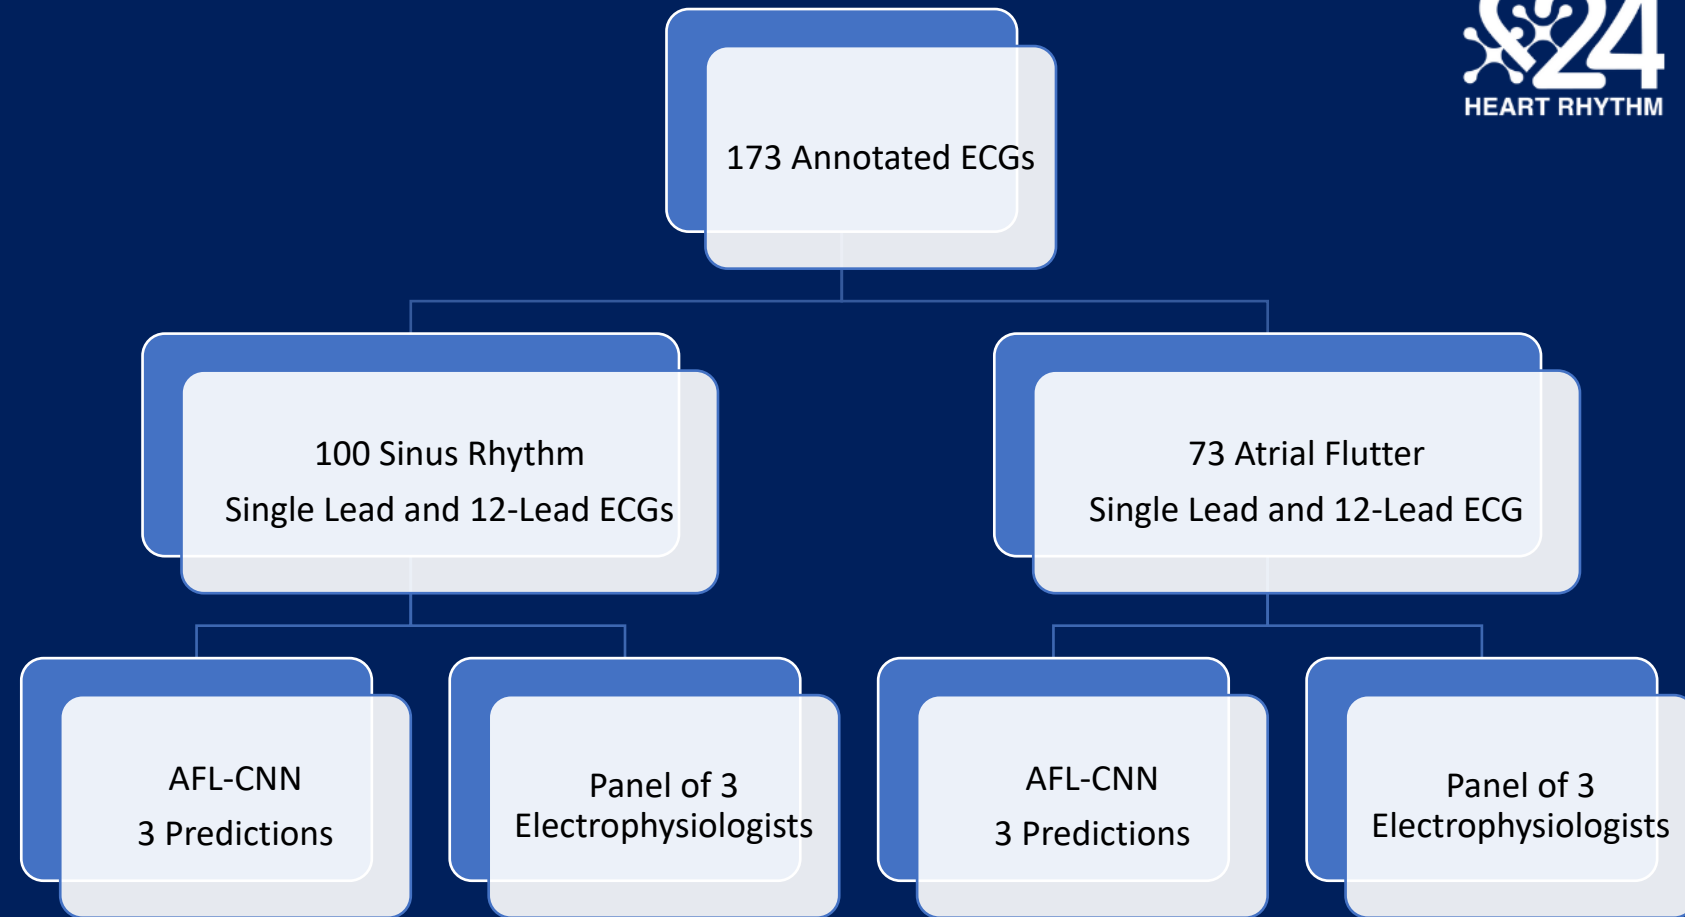 24
HEART RHYTHM
173 Annotated ECGs
100 Sinus Rhythm
Single Lead and 12-Lead ECGs
73 Atrial Flutter
Single Lead and 12-Lead ECG
AFL-CNN
3 Predictions
Panel of 3
Electrophysiologists
AFL-CNN
3 Predictions
Panel of 3
Electrophysiologists